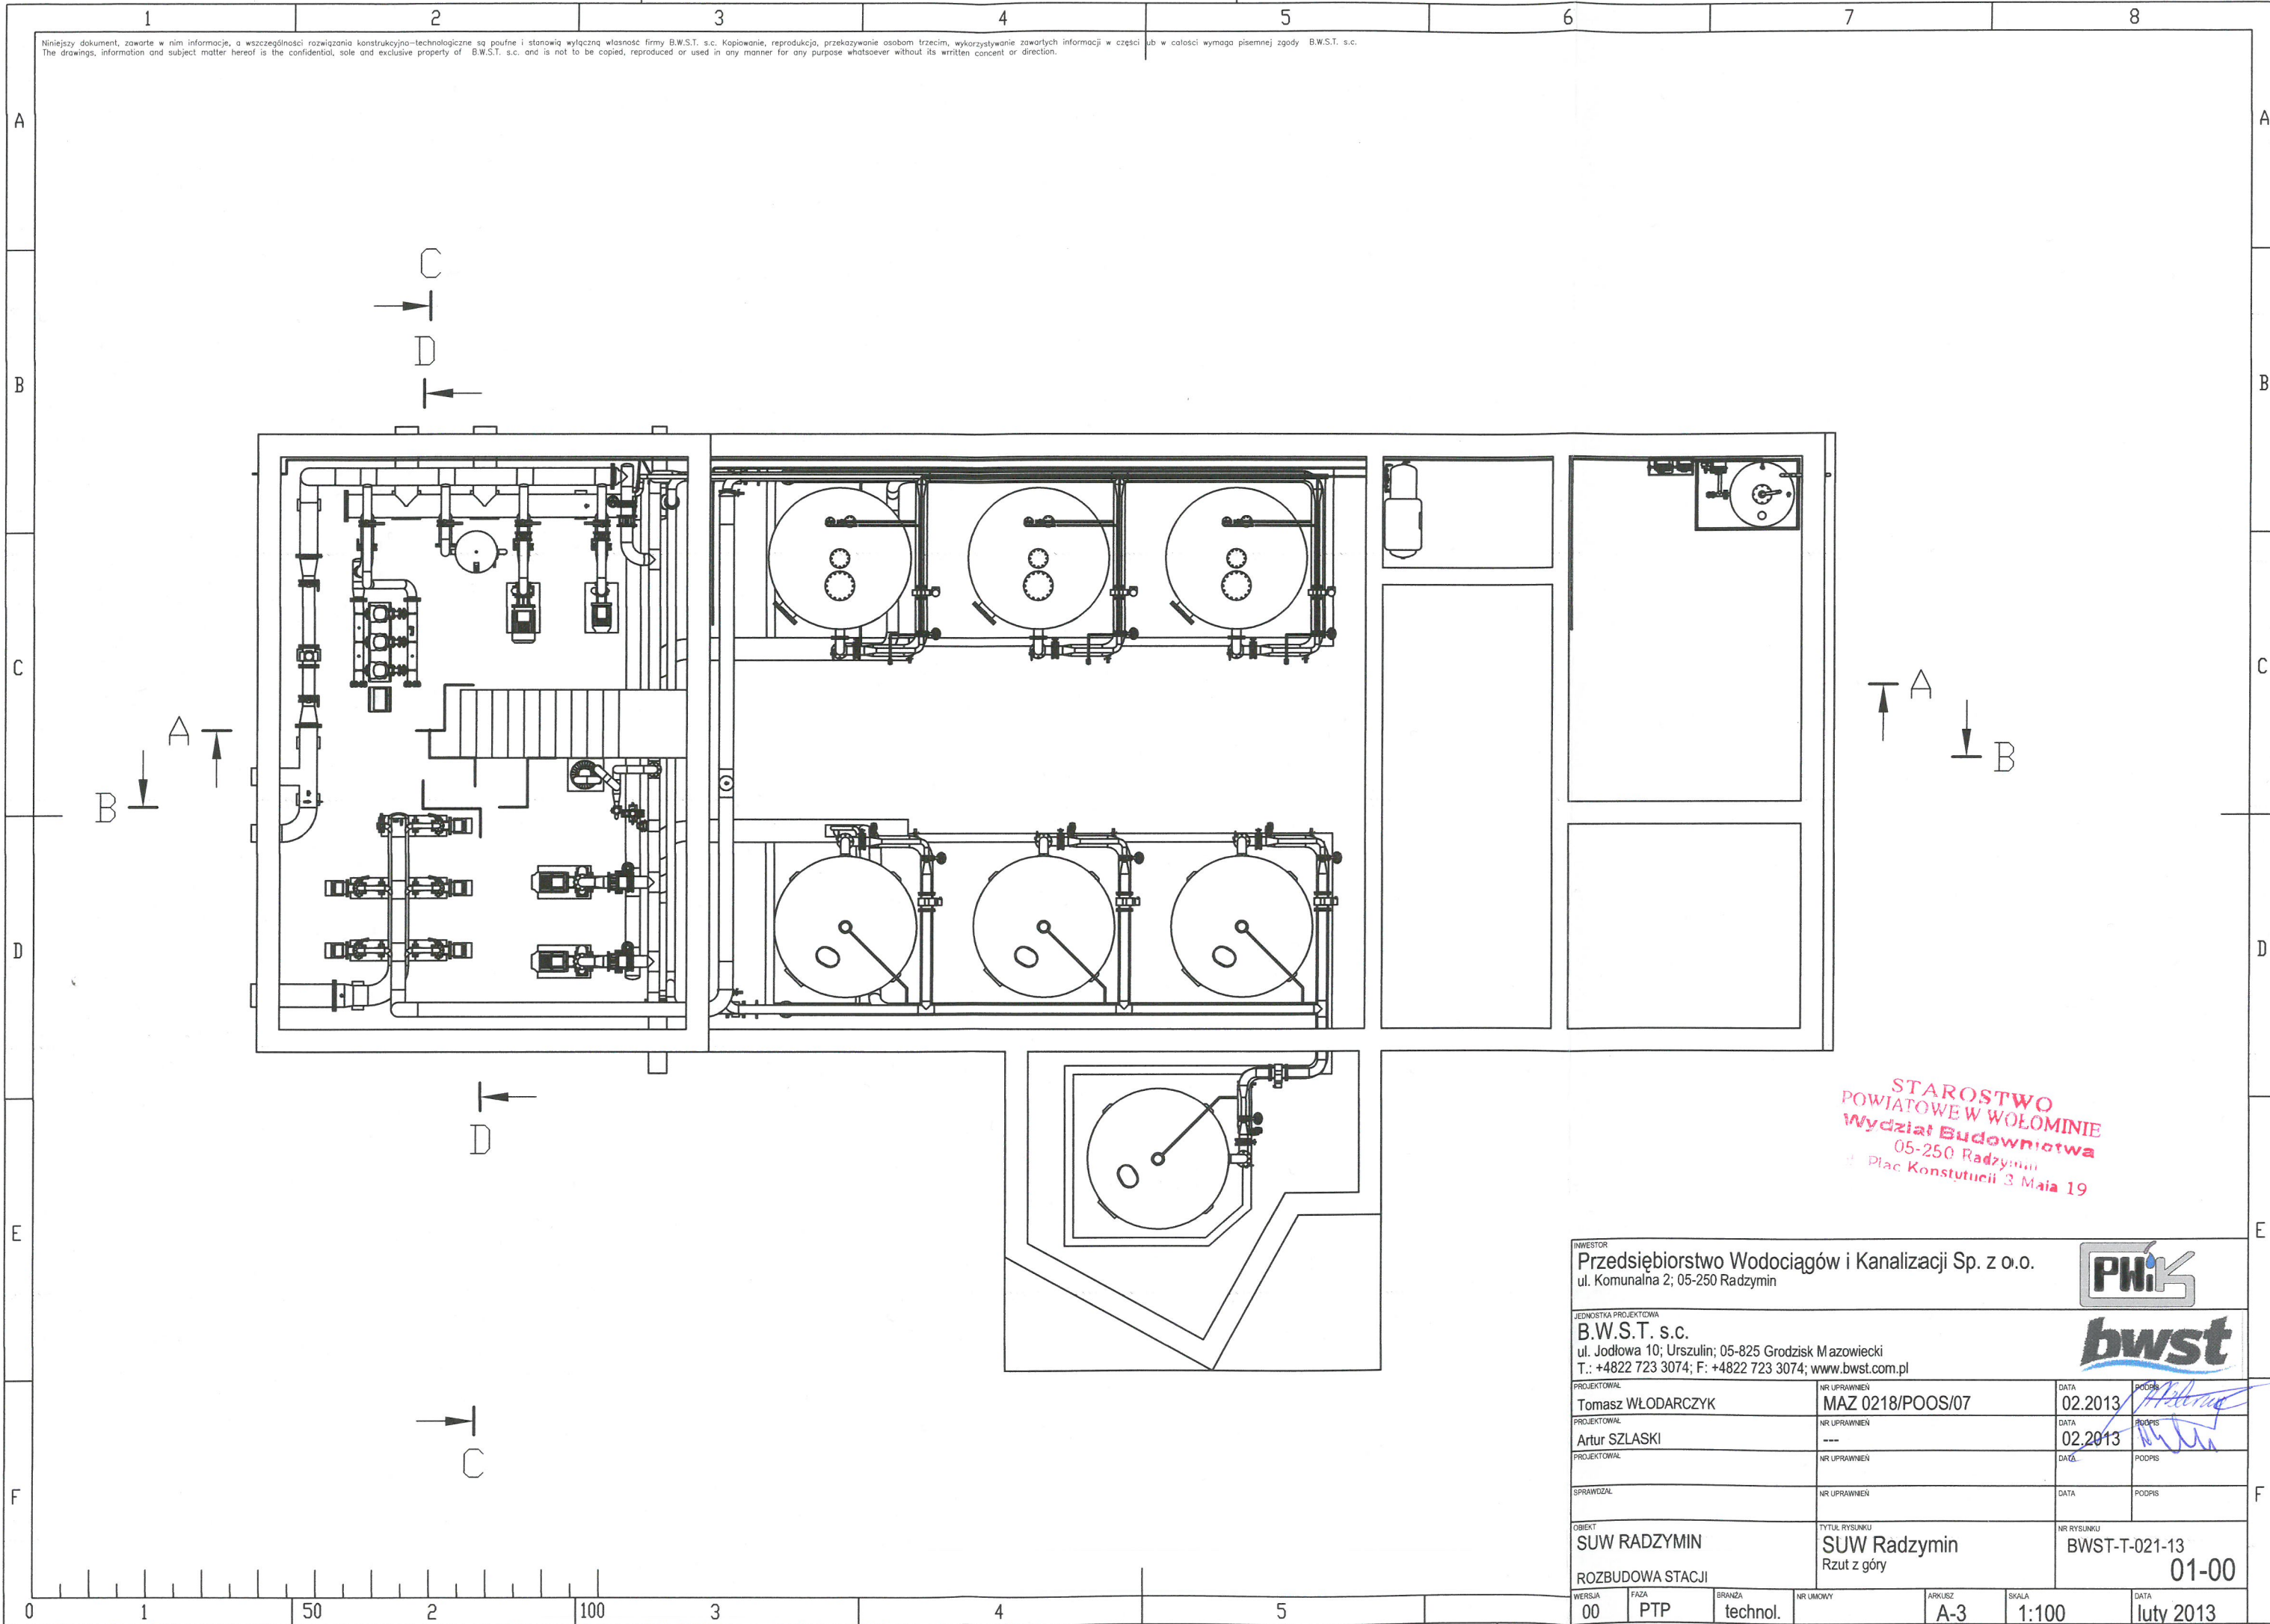 1 2 3 4 5 6 7 8
Niniejszy dokument, zawarte w nim informacje, a wszczególności rozwiązania konstrukcyjno-technologiczne są poufne i stanowią wyłączną własność firmy B.W.S.T. s.c. Kopiowanie, reprodukcja, przekazywanie osobom trzecim, wykorzystywanie zawartych informacji w części ub w całości wymaga pisemnej zgody B.W.S.T. s.c.
The drawings, information and subject matter hereof is the confidential, sole and exclusive property of B.W.S.T. s.c. and is not to be copied, reproduced or used in any manner for any purpose whatsoever without its wrritten concent or direction.
A A
C
D
B B
C C
A A
B B
D D
D
STAROSTWO
POWIATOWE W WOŁOMINIE
Wydział Budownictwa
05-250 Radzymin
Plac Konstytucji 3 Maja 19
E E
INWESTOR
Przedsiębiorstwo Wodociągów i Kanalizacji Sp. z o.o.
ul. Komunalna 2; 05-250 Radzymin
PWiK
JEDNOSTKA PROJEKTOWA
B.W.S.T. s.c.
ul. Jodłowa 10; Urszulin; 05-825 Grodzisk Mazowiecki
T.: +4822 723 3074; F: +4822 723 3074; www.bwst.com.pl
bwst
PROJEKTOWAŁ NR UPRAWNIEŃ DATA PODPIS
Tomasz WŁODARCZYK MAZ 0218/POOS/07 02.2013
PROJEKTOWAŁ NR UPRAWNIEŃ DATA PODPIS
Artur SZLASKI --- 02.2013
PROJEKTOWAŁ NR UPRAWNIEŃ DATA PODPIS
C
F F
SPRAWDZAŁ NR UPRAWNIEŃ DATA PODPIS
OBIEKT TYTUŁ RYSUNKU NR RYSUNKU
SUW RADZYMIN SUW Radzymin BWST-T-021-13
Rzut z góry
ROZBUDOWA STACJI 01-00
WERSJA FAZA BRANŻA NR UMOWY ARKUSZ SKALA DATA
00 PTP technol. A-3 1:100 luty 2013
0 1 50 2 100 3 4 5